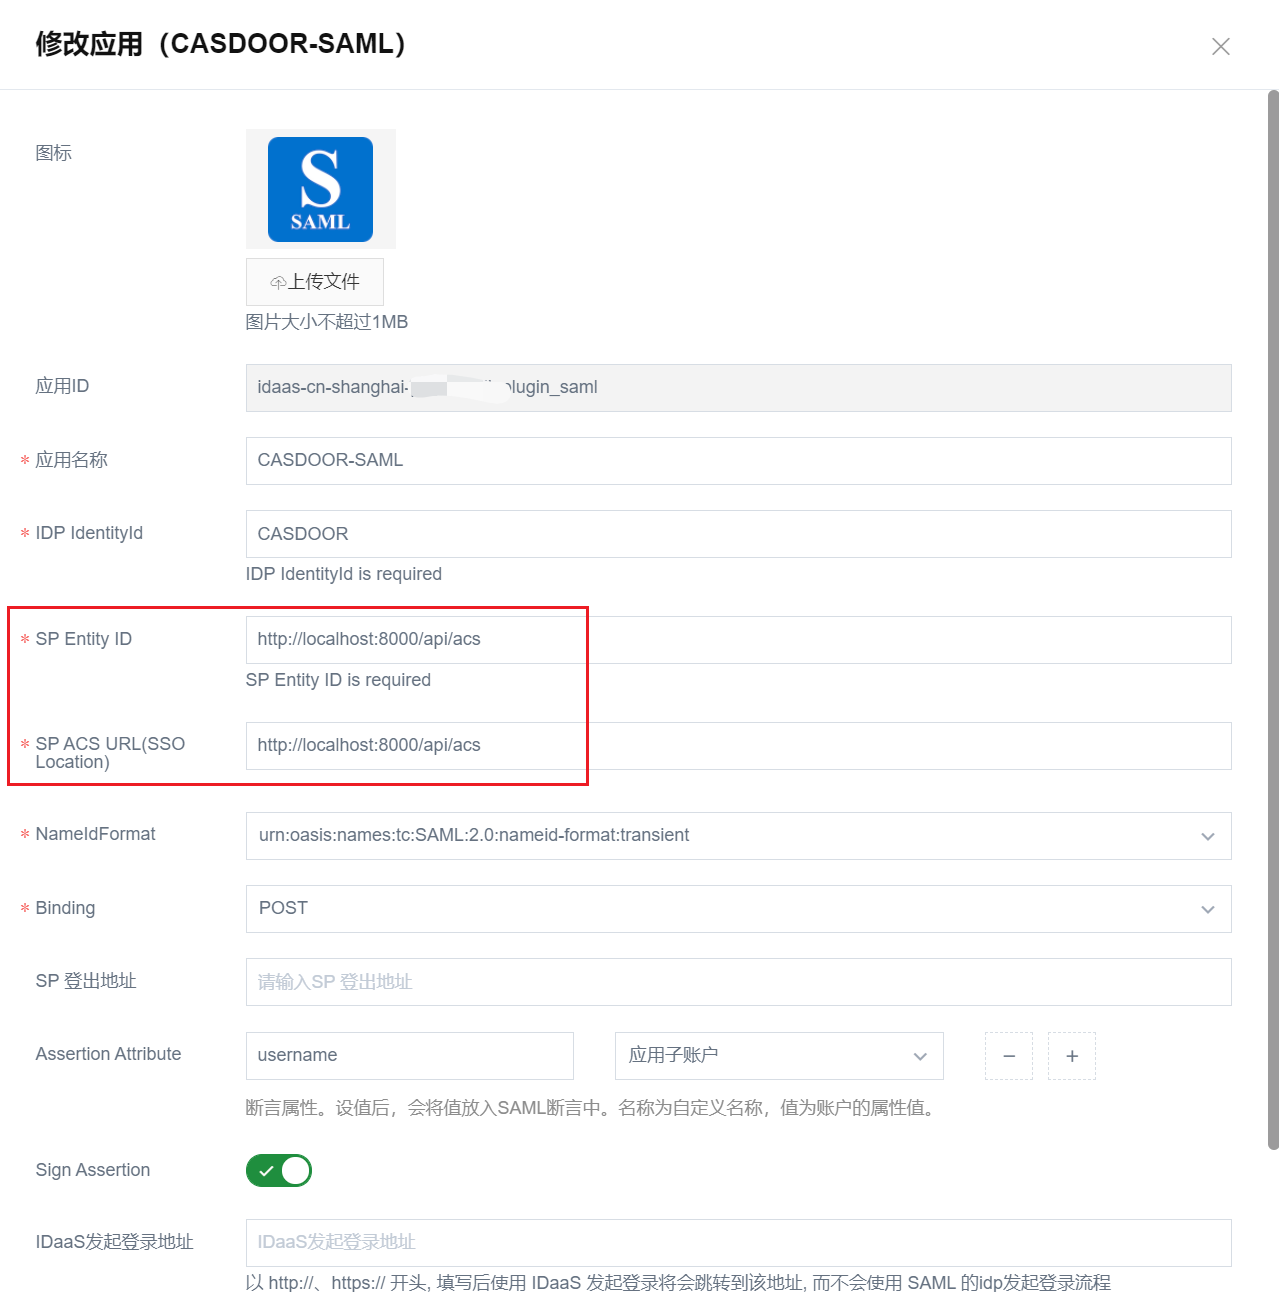 修改应用（CASDOOR-SAML）
图标
S
SAML
上传文件
图片大小不超过1MB
应用ID
idaas-cn-shanghai- plugin_saml
* 应用名称
CASDOOR-SAML
* IDP IdentityId
CASDOOR
IDP IdentityId is required
* SP Entity ID
http://localhost:8000/api/acs
SP Entity ID is required
* SP ACS URL(SSO
Location)
http://localhost:8000/api/acs
* NameIdFormat
urn:oasis:names:tc:SAML:2.0:nameid-format:transient
* Binding
POST
SP 登出地址
请输入SP 登出地址
Assertion Attribute
username
应用子账户
− +
断言属性。设值后，会将值放入SAML断言中。名称为自定义名称，值为账户的属性值。
Sign Assertion
IDaaS发起登录地址
IDaaS发起登录地址
以 http://、https:// 开头, 填写后使用 IDaaS 发起登录将会跳转到该地址, 而不会使用 SAML 的idp发起登录流程